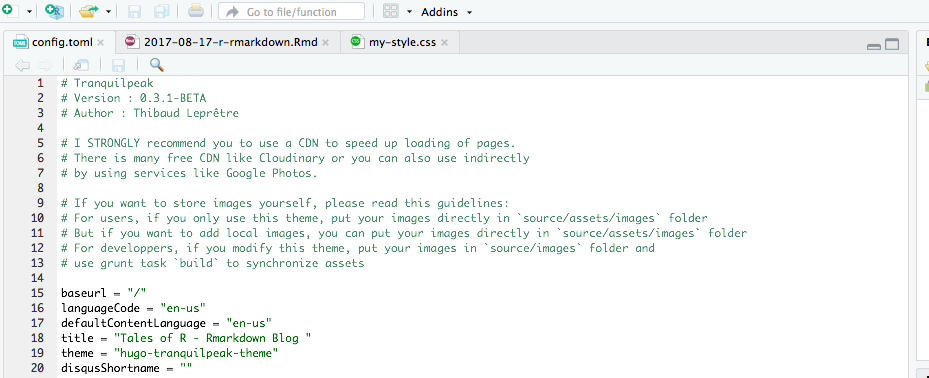 Go to file/function
Addins
config.toml
2017-08-17-r-rmarkdown.Rmd
my-style.css
1 # Tranquilpeak
2 # Version : 0.3.1-BETA
3 # Author : Thibaud Leprêtre
4
5 # I STRONGLY recommend you to use a CDN to speed up loading of pages.
6 # There is many free CDN like Cloudinary or you can also use indirectly
7 # by using services like Google Photos.
8
9 # If you want to store images yourself, please read this guidelines:
10 # For users, if you only use this theme, put your images directly in `source/assets/images` folder
11 # But if you want to add local images, you can put your images directly in `source/assets/images` folder
12 # For developpers, if you modify this theme, put your images in `source/images` folder and
13 # use grunt task `build` to synchronize assets
14
15 baseurl = "/"
16 languageCode = "en-us"
17 defaultContentLanguage = "en-us"
18 title = "Tales of R - Rmarkdown Blog "
19 theme = "hugo-tranquilpeak-theme"
20 disqusShortname = ""